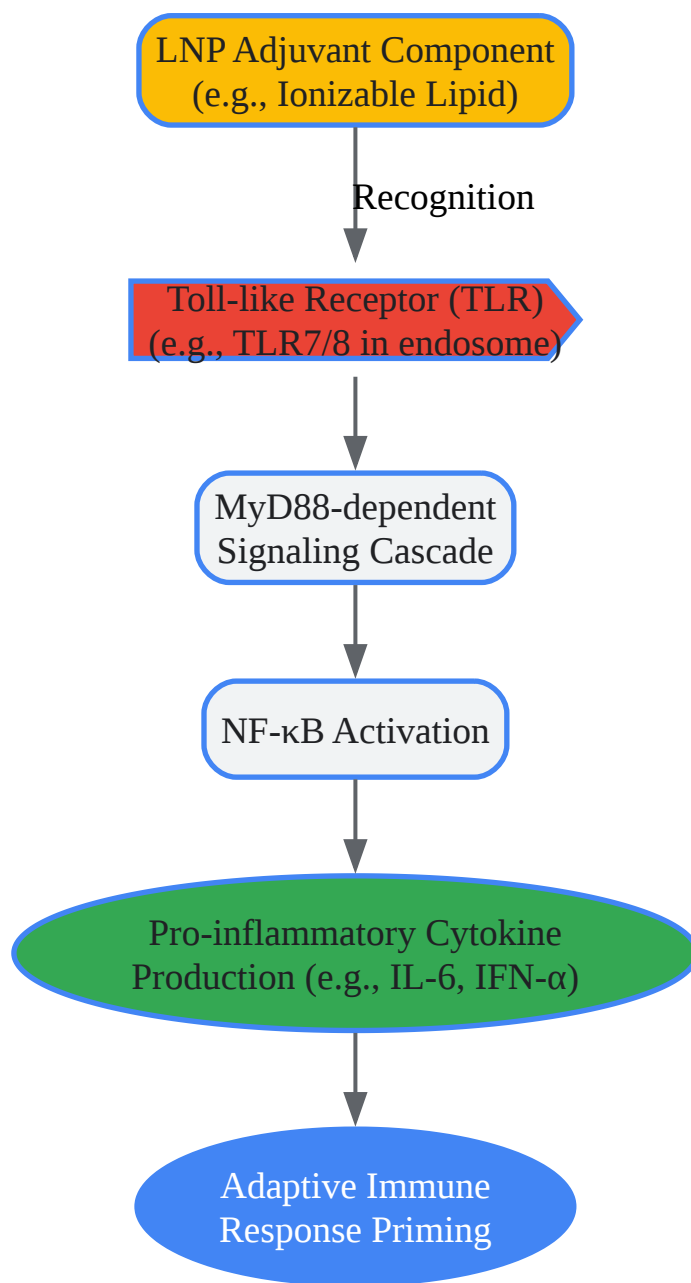 LNP Adjuvant Component
(e.g., Ionizable Lipid)
Recognition
Toll-like Receptor (TLR)
(e.g., TLR7/8 in endosome)
MyD88-dependent
Signaling Cascade
NF-κB Activation
Pro-inflammatory Cytokine
Production (e.g., IL-6, IFN-α)
Adaptive Immune
Response Priming